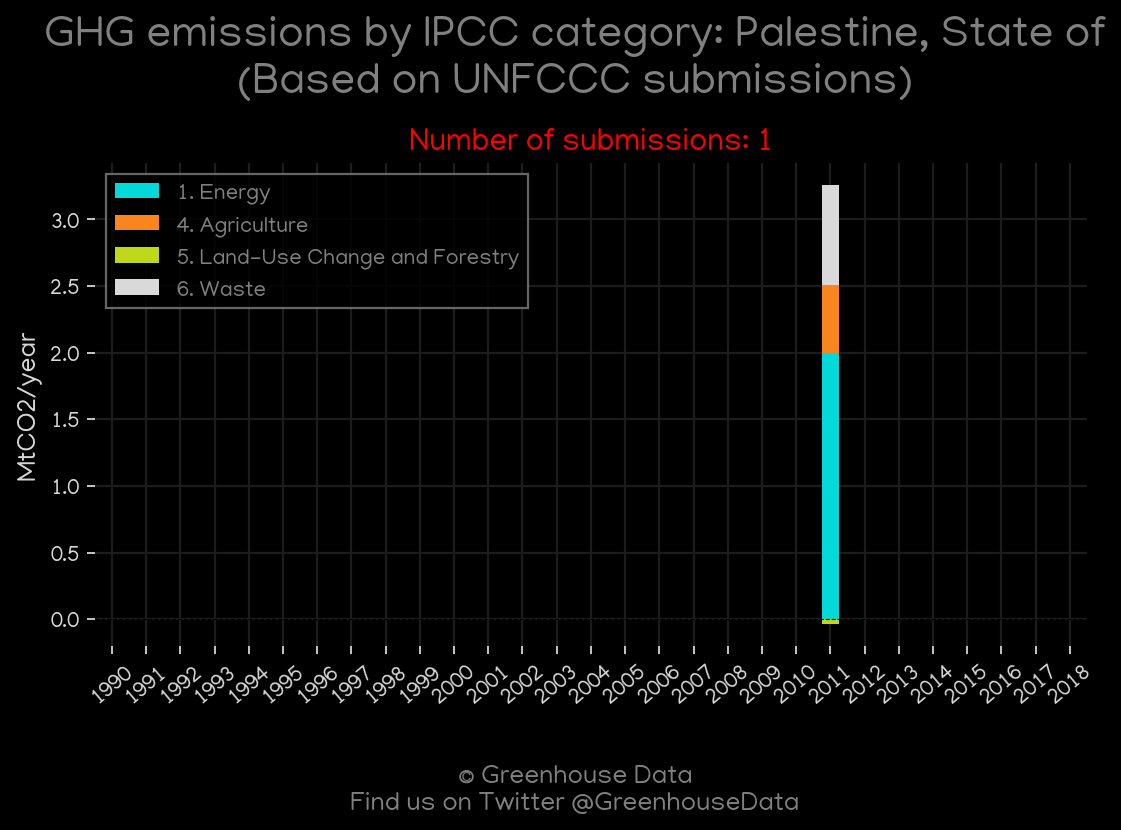 GHG emissions by IPCC category: Palestine, State of
(Based on UNFCCC submissions)
Number of submissions: 1
1. Energy
4. Agriculture
5. Land-Use Change and Forestry
6. Waste
MtCO2/year
3.0
2.5
2.0
1.5
1.0
0.5
0.0
1990 1991 1992 1993 1994 1995 1996 1997 1998 1999 2000 2001 2002 2003 2004 2005 2006 2007 2008 2009 2010 2011 2012 2013 2014 2015 2016 2017 2018
© Greenhouse Data
Find us on Twitter @GreenhouseData